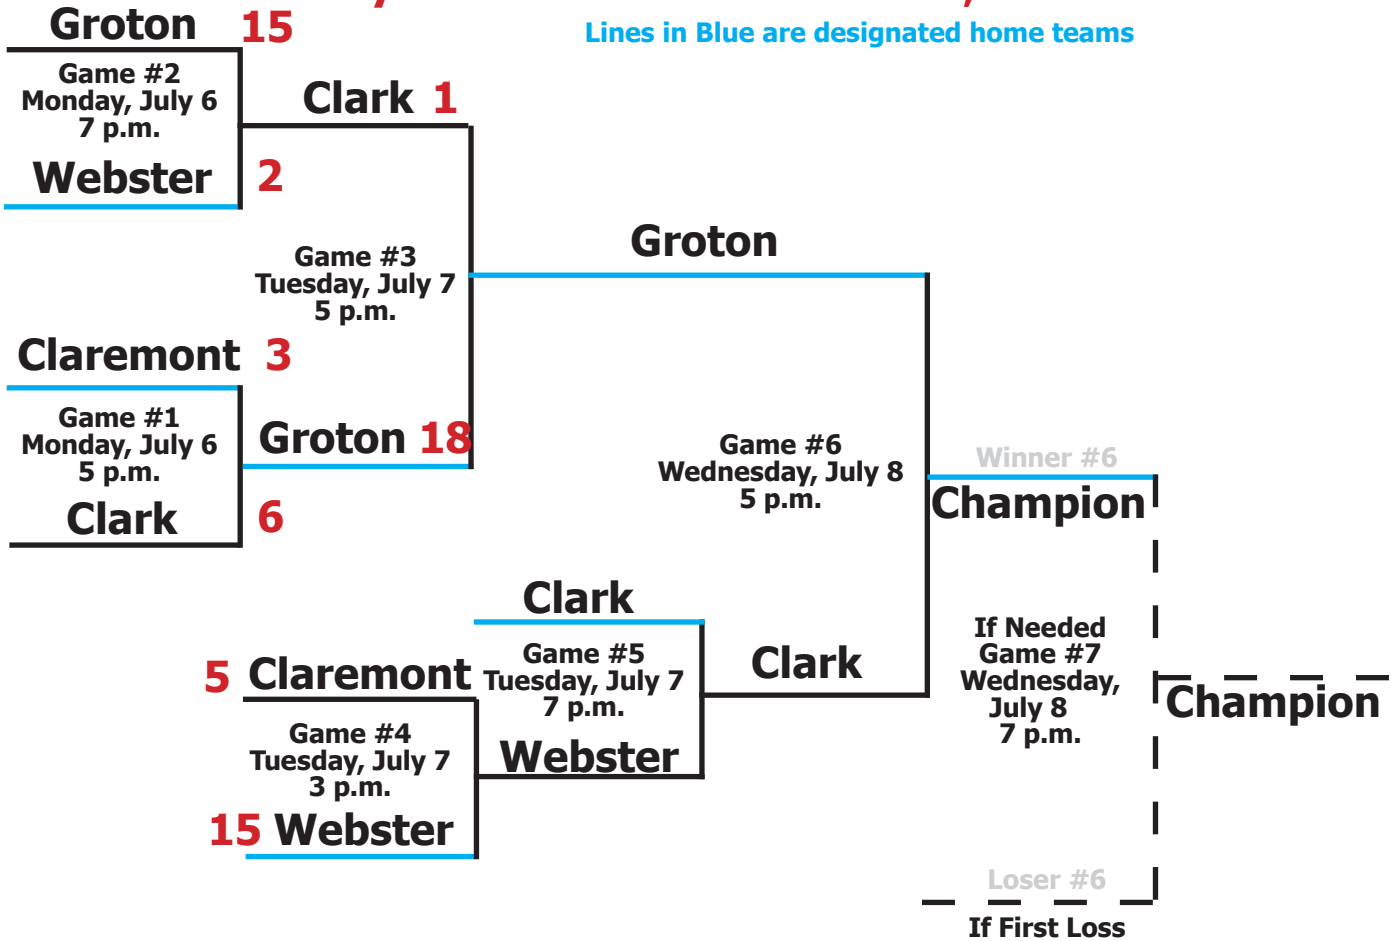 Lines in Blue are designated home teams
Groton 15
Game #2
Monday, July 6
7 p.m.
Webster 2
Clark 1
Game #3
Tuesday, July 7
5 p.m.
Claremont 3
Game #1
Monday, July 6
5 p.m.
Clark 6
Groton 18
Groton
Game #6
Wednesday, July 8
5 p.m.
Winner #6
Champion
Clark
Game #5
Tuesday, July 7
7 p.m.
Webster
5 Claremont
Game #4
Tuesday, July 7
3 p.m.
15 Webster
Clark
If Needed
Game #7
Wednesday,
July 8
7 p.m.
Champion
Loser #6
If First Loss